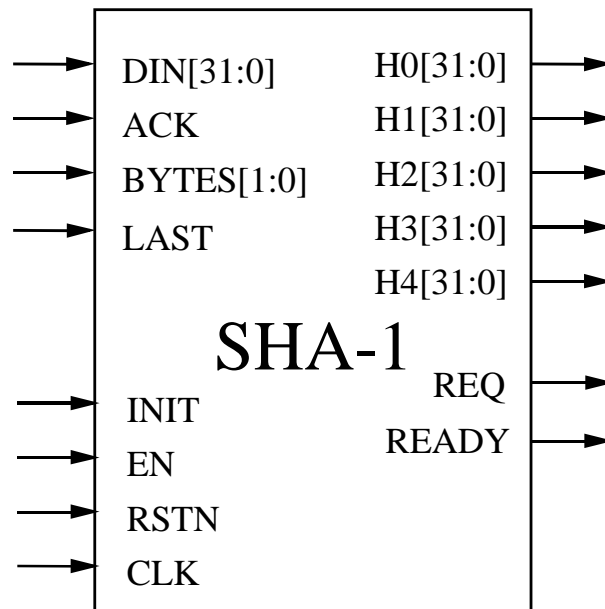 DIN[31:0]
ACK
BYTES[1:0]
LAST
H0[31:0]
H1[31:0]
H2[31:0]
H3[31:0]
H4[31:0]
SHA-1
INIT
EN
RSTN
CLK
REQ
READY